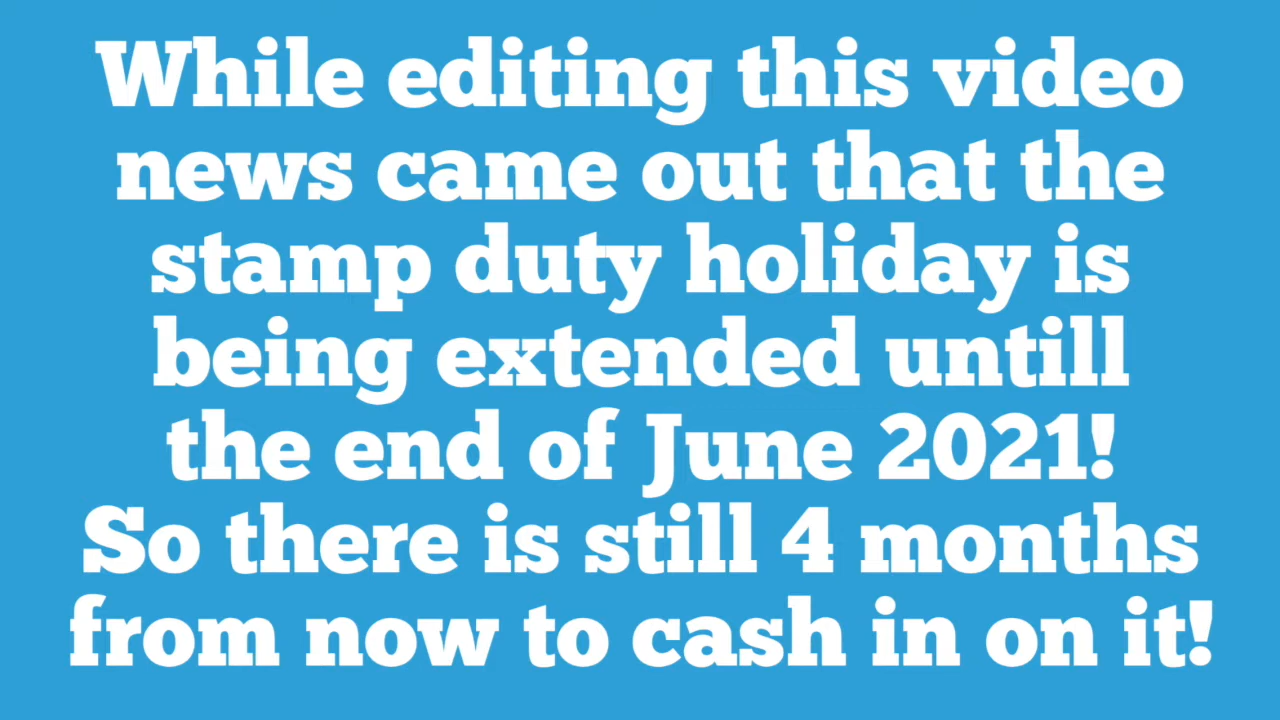 While editing this video
news came out that the
stamp duty holiday is
being extended untill
the end of June 2021!
So there is still 4 months
from now to cash in on it!